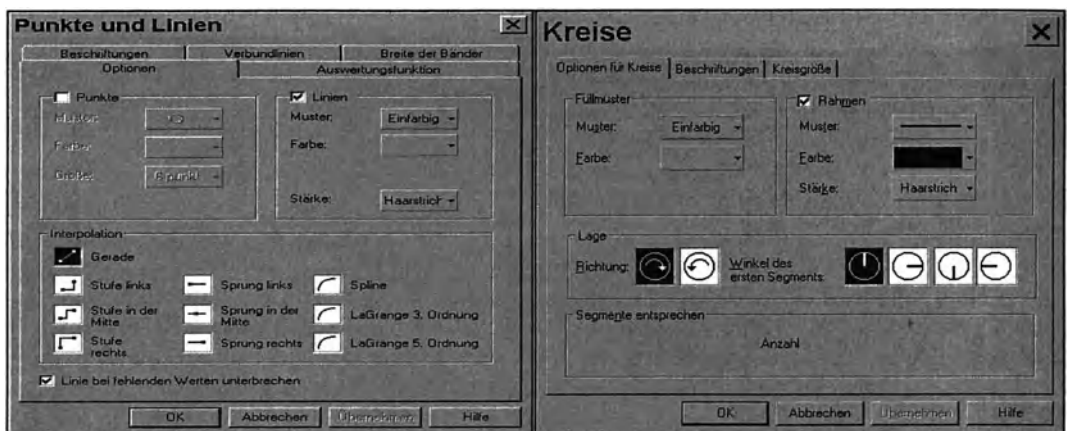 Punkte und Linien
Beschriftungen Verbundlinien Breite der Bänder
Optionen Auswertungsfunktion
Punkte
Muster:
Farbe:
Größe:
Linien
Muster: Einfarbig
Farbe:
Stärke: Haarstrich
Interpolation
Gerade
Stufe links Sprung links Spline
Stufe in der Mitte Sprung in der Mitte LaGrange 3. Ordnung
Stufe rechts Sprung rechts LaGrange 5. Ordnung
Linie bei fehlenden Werten unterbrechen
OK Abbrechen Übernehmen Hilfe
Kreise
Optionen für Kreise Beschriftungen Kreisgröße
Füllmuster
Muster: Einfarbig
Farbe:
Rahmen
Muster:
Farbe:
Stärke: Haarstrich
Lage
Richtung: Winkel des
ersten Segments:
Segmente entsprechen
Anzahl
OK Abbrechen Übernehmen Hilfe